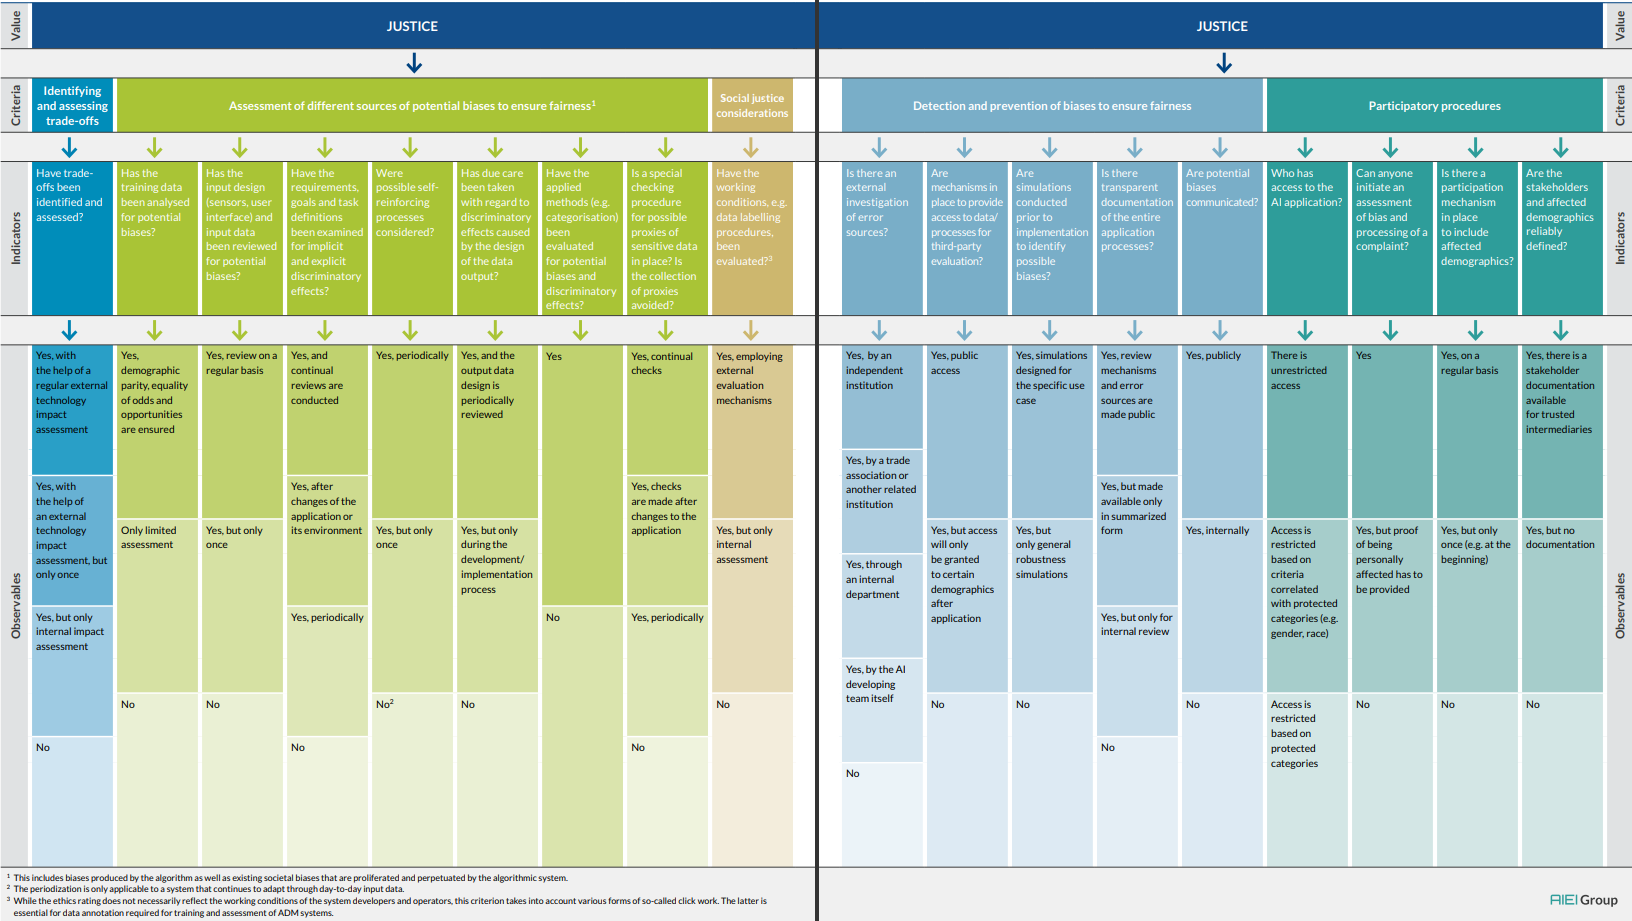 Value
JUSTICE
Criteria
Identifying
and assessing
trade-offs
Assessment of different sources of potential biases to ensure fairness¹
Social justice
considerations
Indicators
Have trade-
offs been
identified and
assessed?
Has the
training data
been analysed
for potential
biases?
Has the
input design
(sensors, user
interface) and
input data
been reviewed
for potential
biases?
Have the
requirements,
goals and task
definitions
been examined
for implicit
and explicit
discriminatory
effects?
Were
possible self-
reinforcing
processes
considered?
Has due care
been taken
with regard to
discriminatory
effects caused
by the design
of the data
output?
Have the
applied
methods (e.g.
categorisation)
been
evaluated
for potential
biases and
discriminatory
effects?
Is a special
checking
procedure
for possible
proxies of
sensitive data
in place? Is
the collection
of proxies
avoided?
Have the
working
conditions, e.g.
data labelling
procedures,
been
evaluated?³
Observables
Yes, with
the help of a
regular external
technology
impact
assessment
Yes, with
the help of
an external
technology
impact
assessment, but
only once
Yes, but only
internal impact
assessment
No
Yes,
demographic
parity, equality
of odds and
opportunities
are ensured
Only limited
assessment
No
Yes, review on a
regular basis
Yes, but only
once
No
Yes, and
continual
reviews are
conducted
Yes, after
changes of the
application or
its environment
Yes, periodically
No
Yes, periodically
Yes, but only
once
No²
Yes, and the
output data
design is
periodically
reviewed
Yes, but only
during the
development/
implementation
process
No
Yes
No
Yes, continual
checks
Yes, checks
are made after
changes to the
application
Yes, periodically
No
Yes, employing
external
evaluation
mechanisms
Yes, but only
internal
assessment
No
¹ This includes biases produced by the algorithm as well as existing societal biases that are proliferated and perpetuated by the algorithmic system.
² The periodization is only applicable to a system that continues to adapt through day-to-day input data.
³ While the ethics rating does not necessarily reflect the working conditions of the system developers and operators, this criterion takes into account various forms of so-called click work. The latter is
essential for data annotation required for training and assessment of ADM systems.
JUSTICE
Value
Detection and prevention of biases to ensure fairness
Participatory procedures
Criteria
Is there an
external
investigation
of error
sources?
Are
mechanisms in
place to provide
access to data/
processes for
third-party
evaluation?
Are
simulations
conducted
prior to
implementation
to identify
possible
biases?
Is there
transparent
documentation
of the entire
application
processes?
Are potential
biases
communicated?
Who has
access to the
AI application?
Can anyone
initiate an
assessment
of bias and
processing of a
complaint?
Is there a
participation
mechanism
in place
to include
affected
demographics?
Are the
stakeholders
and affected
demographics
reliably
defined?
Indicators
Yes, by an
independent
institution
Yes, by a trade
association or
another related
institution
Yes, through
an internal
department
Yes, by the AI
developing
team itself
No
Yes, public
access
Yes, but access
will only
be granted
to certain
demographics
after
application
No
Yes, simulations
designed for
the specific use
case
Yes, but
only general
robustness
simulations
No
Yes, review
mechanisms
and error
sources are
made public
Yes, but made
available only
in summarized
form
Yes, but only for
internal review
No
Yes, publicly
Yes, internally
No
There is
unrestricted
access
Access is
restricted
based on
criteria
correlated
with protected
categories (e.g.
gender, race)
Access is
restricted
based on
protected
categories
Yes
Yes, but proof
of being
personally
affected has to
be provided
No
Yes, on a
regular basis
Yes, but only
once (e.g. at the
beginning)
No
Yes, there is a
stakeholder
documentation
available
for trusted
intermediaries
Yes, but no
documentation
No
Observables
AIEI Group